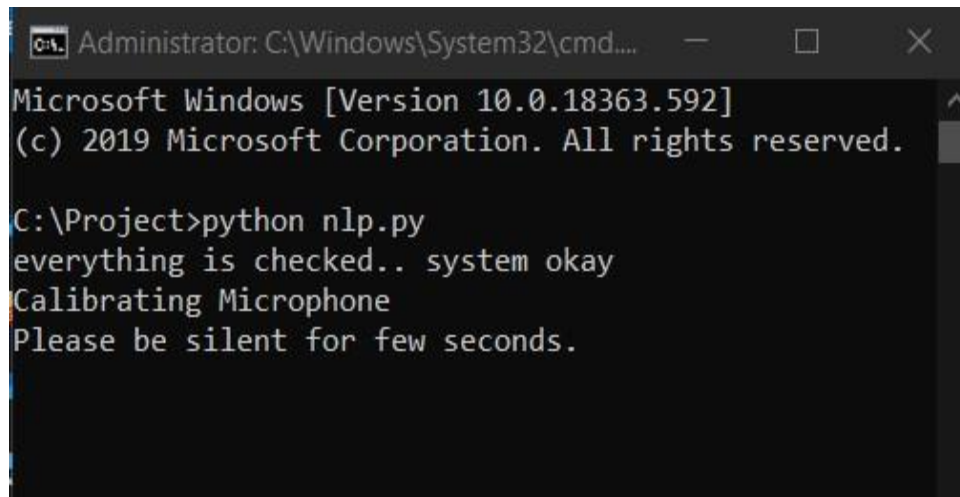 Administrator: C:\Windows\System32\cmd....
Microsoft Windows [Version 10.0.18363.592]
(c) 2019 Microsoft Corporation. All rights reserved.
C:\Project>python nlp.py
everything is checked.. system okay
Calibrating Microphone
Please be silent for few seconds.